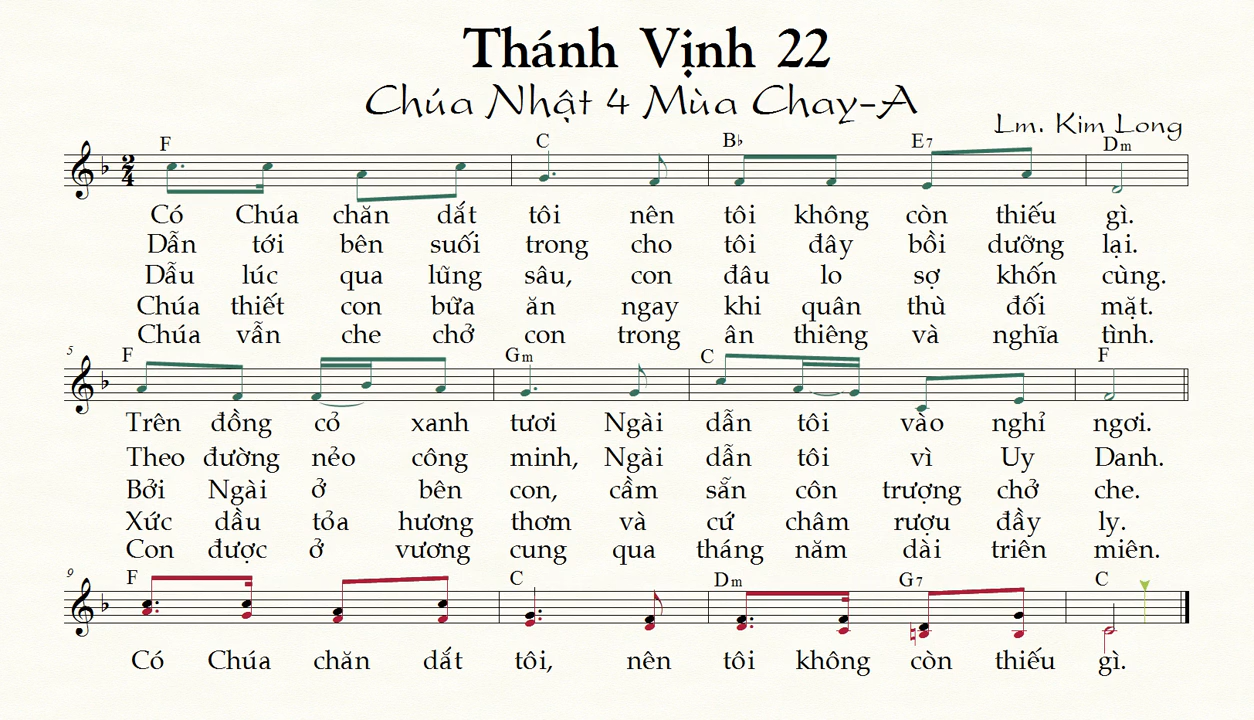 Thánh Vịnh 22
Chúa Nhật 4 Mùa Chay-A
Lm. Kim Long
F C B♭ E7 Dm
2
4
Có Chúa chăn dắt tôi nên tôi không còn thiếu gì.
Dẫn tới bên suối trong cho tôi đây bồi dưỡng lại.
Dẫu lúc qua lũng sâu, con đâu lo sợ khốn cùng.
Chúa thiết con bữa ăn ngay khi quân thù đối mặt.
Chúa vẫn che chở con trong ân thiêng và nghĩa tình.
5 F Gm C F
Trên đồng cỏ xanh tươi Ngài dẫn tôi vào nghỉ ngơi.
Theo đường nẻo công minh, Ngài dẫn tôi vì Uy Danh.
Bởi Ngài ở bên con, cầm sẵn côn trượng chở che.
Xức dầu tỏa hương thơm và cứ châm rượu đầy ly.
Con được ở vương cung qua tháng năm dài triên miên.
9 F C Dm G7 C
Có Chúa chăn dắt tôi, nên tôi không còn thiếu gì.